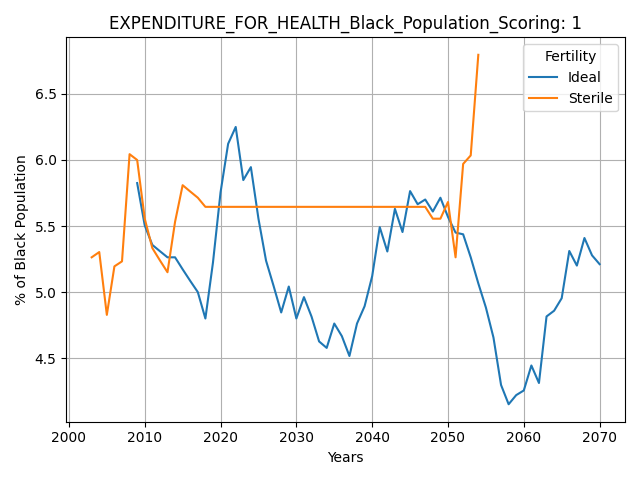 EXPENDITURE_FOR_HEALTH_Black_Population_Scoring: 1
Fertility
Ideal
Sterile
% of Black Population
6.5
6.0
5.5
5.0
4.5
2000 2010 2020 2030 2040 2050 2060 2070
Years